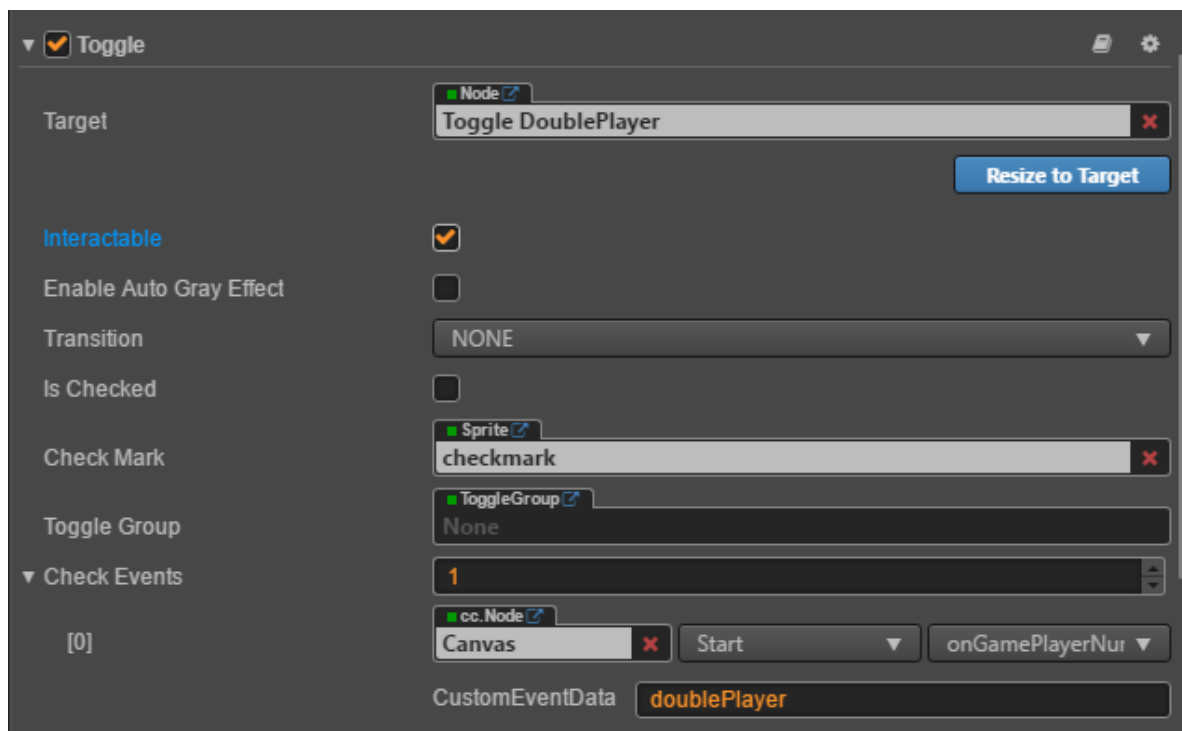 Toggle
Node
Target
Toggle DoublePlayer
Resize to Target
Interactable
Enable Auto Gray Effect
Transition
NONE
Is Checked
Sprite
Check Mark
checkmark
ToggleGroup
Toggle Group
None
Check Events
1
cc.Node
[0]
Canvas
Start
onGamePlayerNur
CustomEventData
doublePlayer